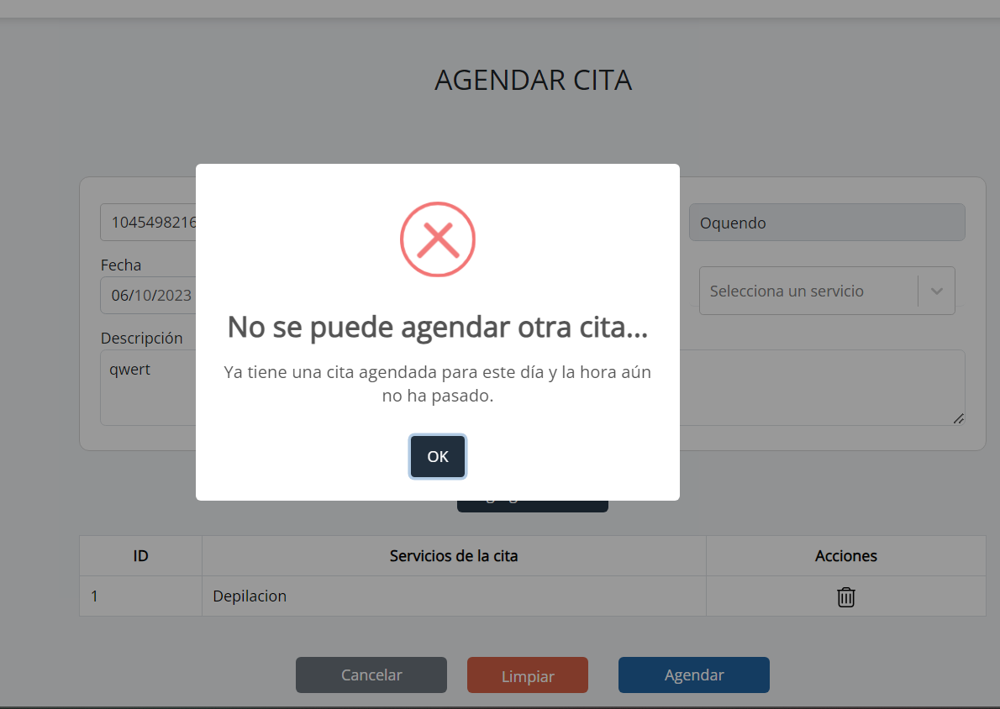 AGENDAR CITA
1045498216
Oquendo
Fecha
06/10/2023
Selecciona un servicio
Descripción
qwert
No se puede agendar otra cita...
Ya tiene una cita agendada para este día y la hora aún
no ha pasado.
OK
ID Servicios de la cita Acciones
1 Depilacion
Cancelar Limpiar Agendar